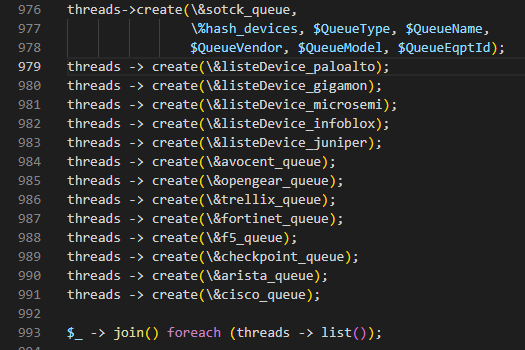 976 threads->create(\&sotck_queue,
977 \%hash_devices, $QueueType, $QueueName,
978 $QueueVendor, $QueueModel, $QueueEqptId);
979 threads -> create(\&listeDevice_paloalto);
980 threads -> create(\&listeDevice_gigamon);
981 threads -> create(\&listeDevice_microsemi);
982 threads -> create(\&listeDevice_infoblox);
983 threads -> create(\&listeDevice_juniper);
984 threads -> create(\&avocent_queue);
985 threads -> create(\&opengear_queue);
986 threads -> create(\&trellix_queue);
987 threads -> create(\&fortinet_queue);
988 threads -> create(\&f5_queue);
989 threads -> create(\&checkpoint_queue);
990 threads -> create(\&arista_queue);
991 threads -> create(\&cisco_queue);
992
993 $_ -> join() foreach (threads -> list());